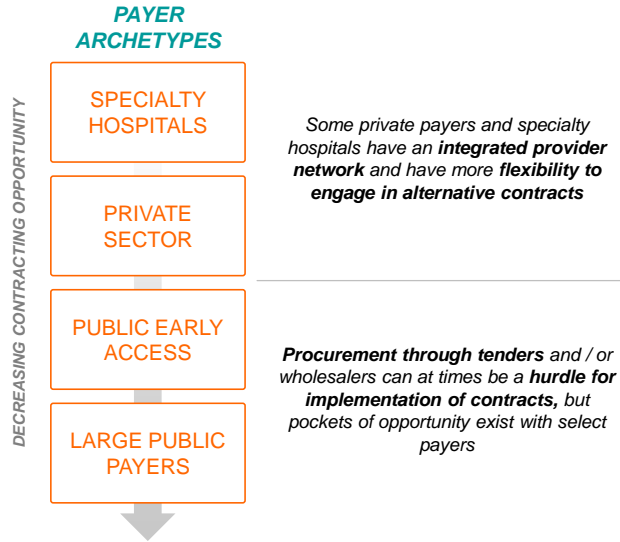 PAYER
ARCHETYPES
DECREASING CONTRACTING OPPORTUNITY
SPECIALTY
HOSPITALS
PRIVATE
SECTOR
Some private payers and specialty
hospitals have an integrated provider
network and have more flexibility to
engage in alternative contracts
PUBLIC EARLY
ACCESS
LARGE PUBLIC
PAYERS
Procurement through tenders and / or
wholesalers can at times be a hurdle for
implementation of contracts, but
pockets of opportunity exist with select
payers